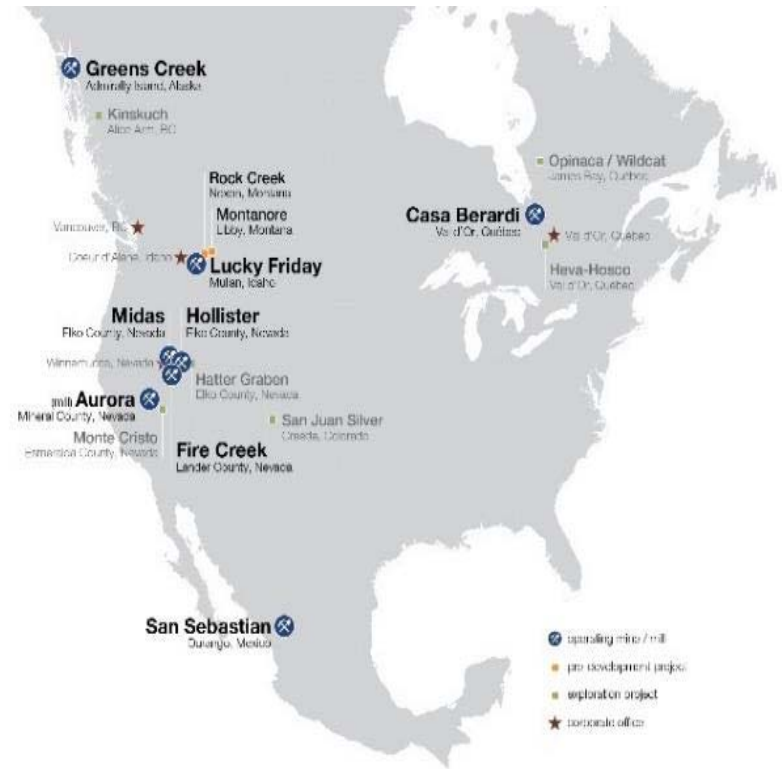 Greens Creek
Admiralty Island, Alaska
Kinskuch
Alice Arm, BC
Rock Creek
Noxon, Montana
Montanore
Libby, Montana
Vancouver, BC
Coeur d'Alene, Idaho
Lucky Friday
Mullan, Idaho
Opinaca / Wildcat
James Bay, Quebec
Casa Berardi
Val d'Or, Québec
Val d'Or, Quebec
Heva-Hosco
Val d'Or, Quebec
Midas
Elko County, Nevada
Hollister
Elko County, Nevada
Winnemucca, Nevada
Hatter Graben
Elko County, Nevada
(mill) Aurora
Mineral County, Nevada
Monte Cristo
Esmeralda County, Nevada
San Juan Silver
Creede, Colorado
Fire Creek
Lander County, Nevada
San Sebastian
Durango, Mexico
operating mine / mill
pre-development project
exploration project
corporate office